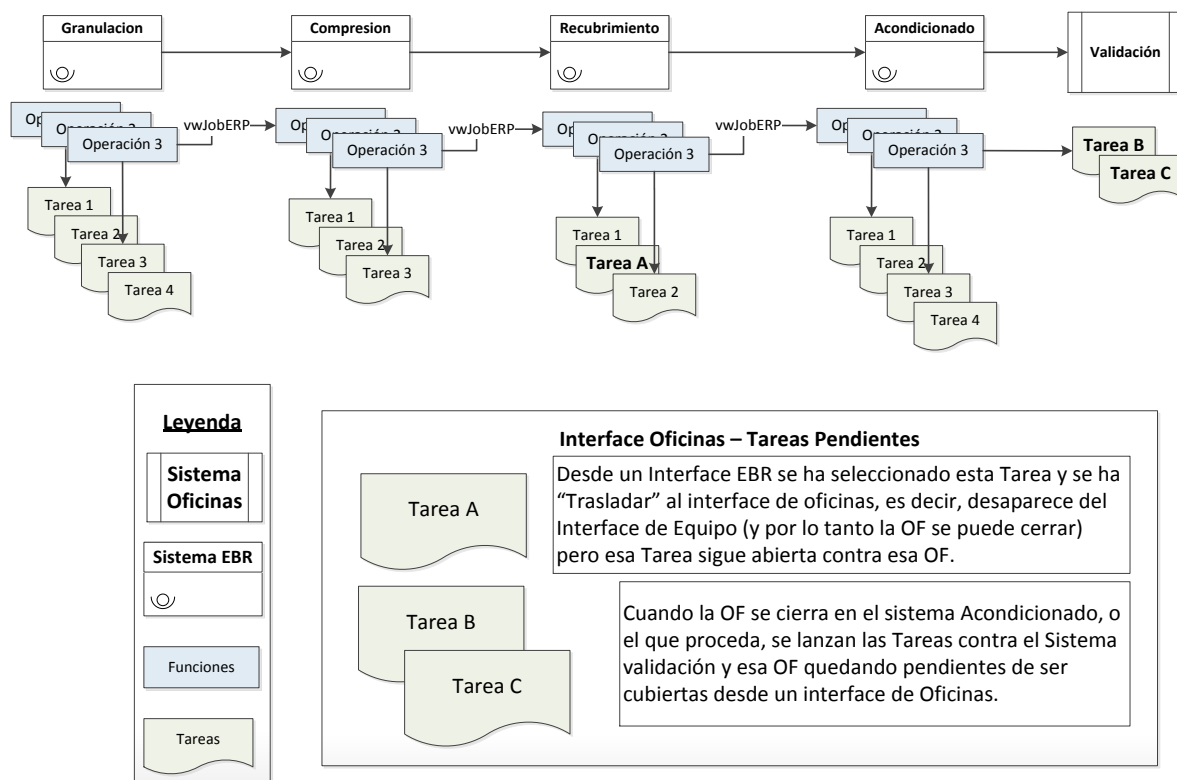 Granulacion
Compresion
Recubrimiento
Acondicionado
Validación
Operación 3
vwJobERP
Operación 3
vwJobERP
Operación 3
vwJobERP
Operación 3
Tarea 1
Tarea 2
Tarea 3
Tarea 4
Tarea 1
Tarea 2
Tarea 3
Tarea 1
Tarea A
Tarea 2
Tarea 1
Tarea 2
Tarea 3
Tarea 4
Tarea B
Tarea C
Leyenda
Sistema
Oficinas
Sistema EBR
Funciones
Tareas
Interface Oficinas – Tareas Pendientes
Tarea A
Desde un Interface EBR se ha seleccionado esta Tarea y se ha
“Trasladar” al interface de oficinas, es decir, desaparece del
Interface de Equipo (y por lo tanto la OF se puede cerrar)
pero esa Tarea sigue abierta contra esa OF.
Tarea B
Tarea C
Cuando la OF se cierra en el sistema Acondicionado, o
el que proceda, se lanzan las Tareas contra el Sistema
validación y esa OF quedando pendientes de ser
cubiertas desde un interface de Oficinas.